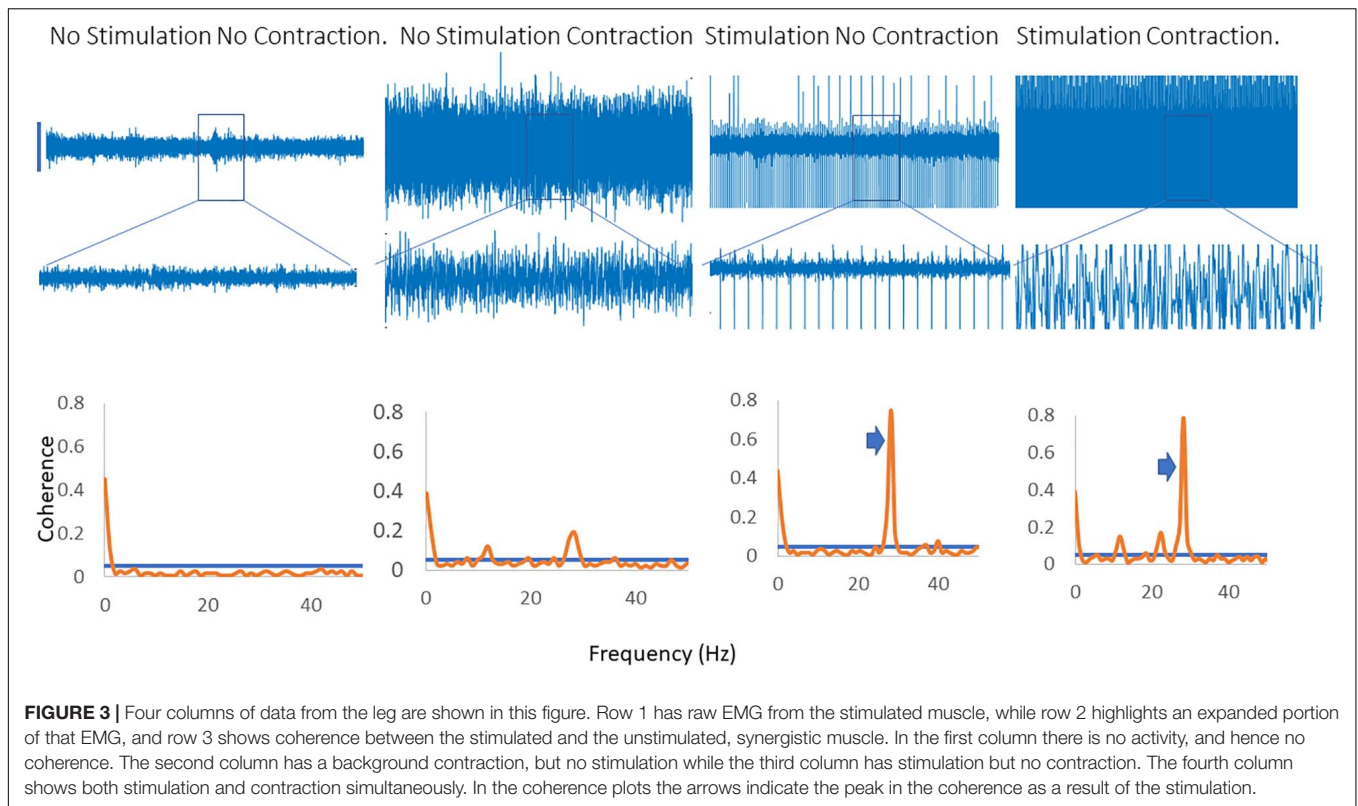 No Stimulation No Contraction. No Stimulation Contraction Stimulation No Contraction Stimulation Contraction.
Coherence
0.8
0.6
0.4
0.2
0
0 20 40
0.8
0.6
0.4
0.2
0
0 20 40
0.8
0.6
0.4
0.2
0
0 20 40
0.8
0.6
0.4
0.2
0
0 20 40
Frequency (Hz)
FIGURE 3 | Four columns of data from the leg are shown in this figure. Row 1 has raw EMG from the stimulated muscle, while row 2 highlights an expanded portion
of that EMG, and row 3 shows coherence between the stimulated and the unstimulated, synergistic muscle. In the first column there is no activity, and hence no
coherence. The second column has a background contraction, but no stimulation while the third column has stimulation but no contraction. The fourth column
shows both stimulation and contraction simultaneously. In the coherence plots the arrows indicate the peak in the coherence as a result of the stimulation.